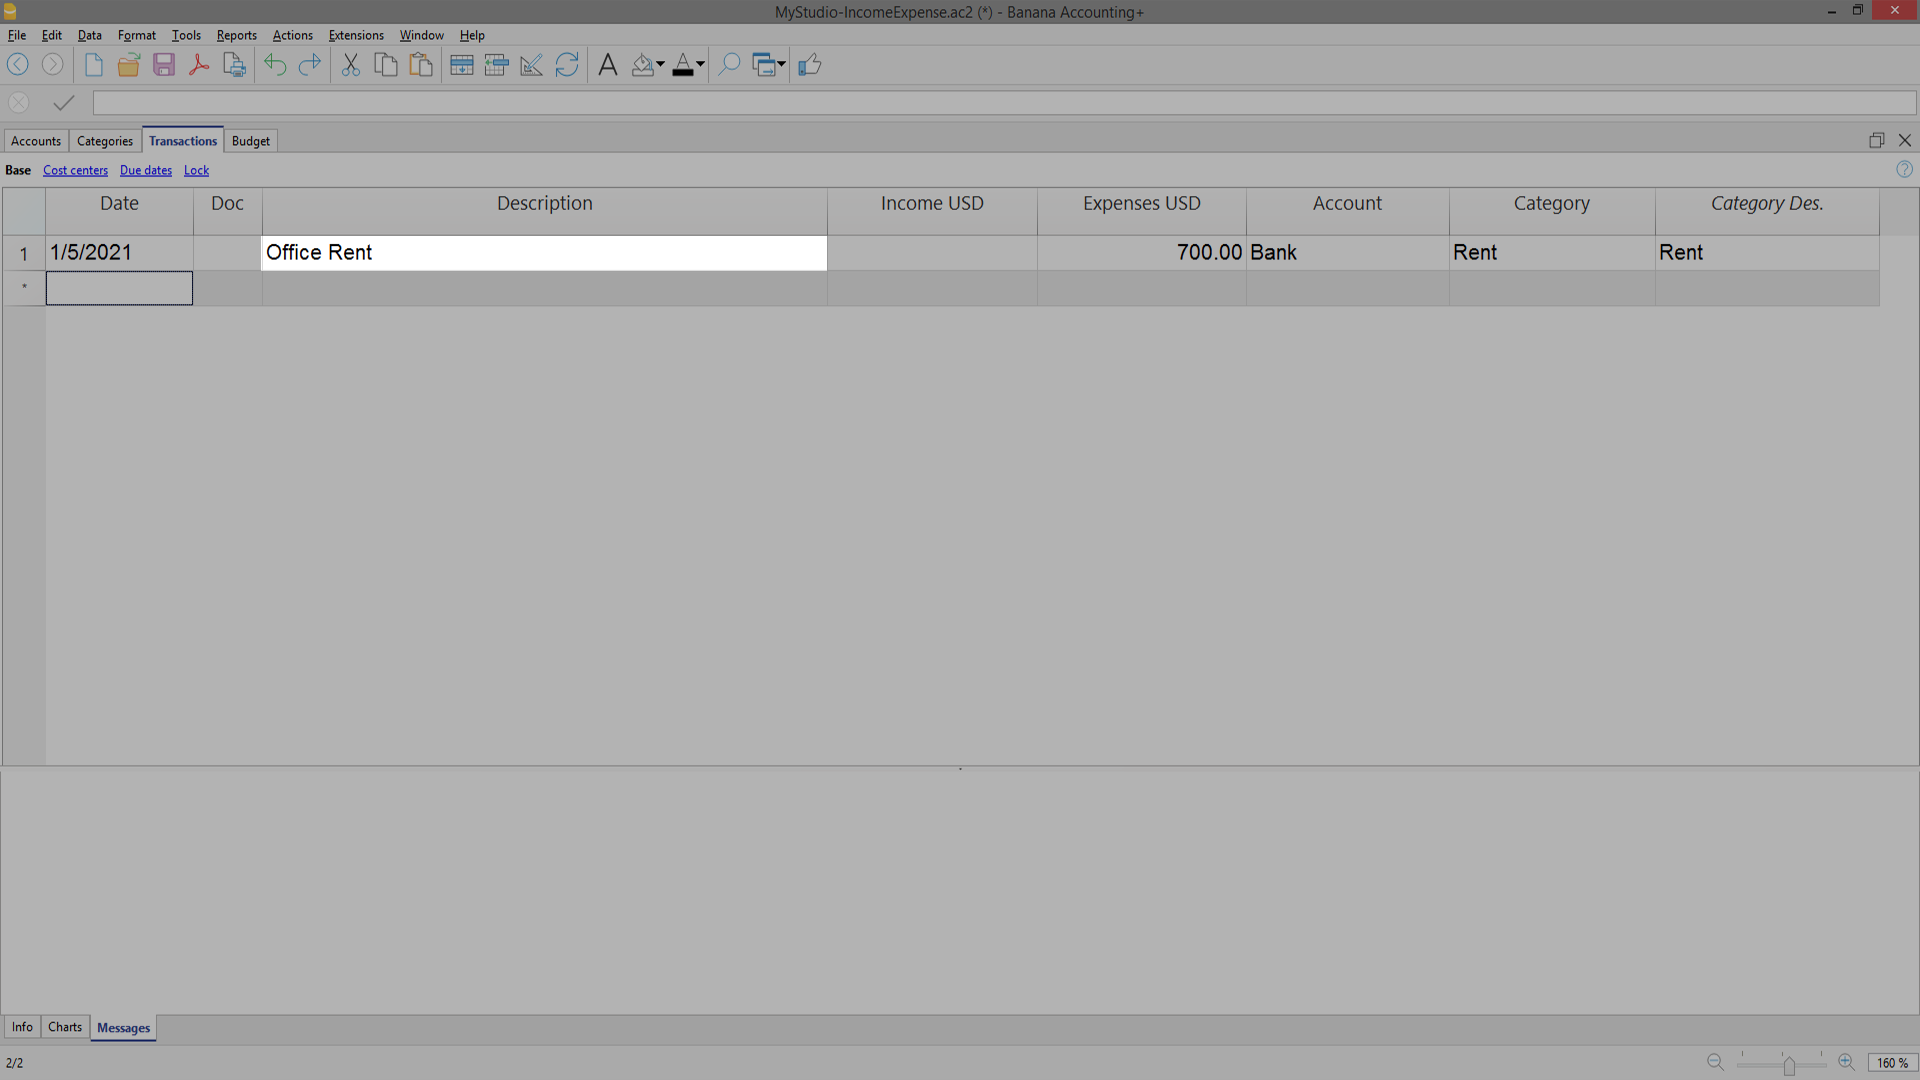 MyStudio-IncomeExpense.ac2 (*) - Banana Accounting+
File Edit Data Format Tools Reports Actions Extensions Window Help
Accounts Categories Transactions Budget
Base Cost centers Due dates Lock
Date Doc Description Income USD Expenses USD Account Category Category Des.
1 1/5/2021 Office Rent 700.00 Bank Rent Rent
*
Info Charts Messages
2/2
160 %